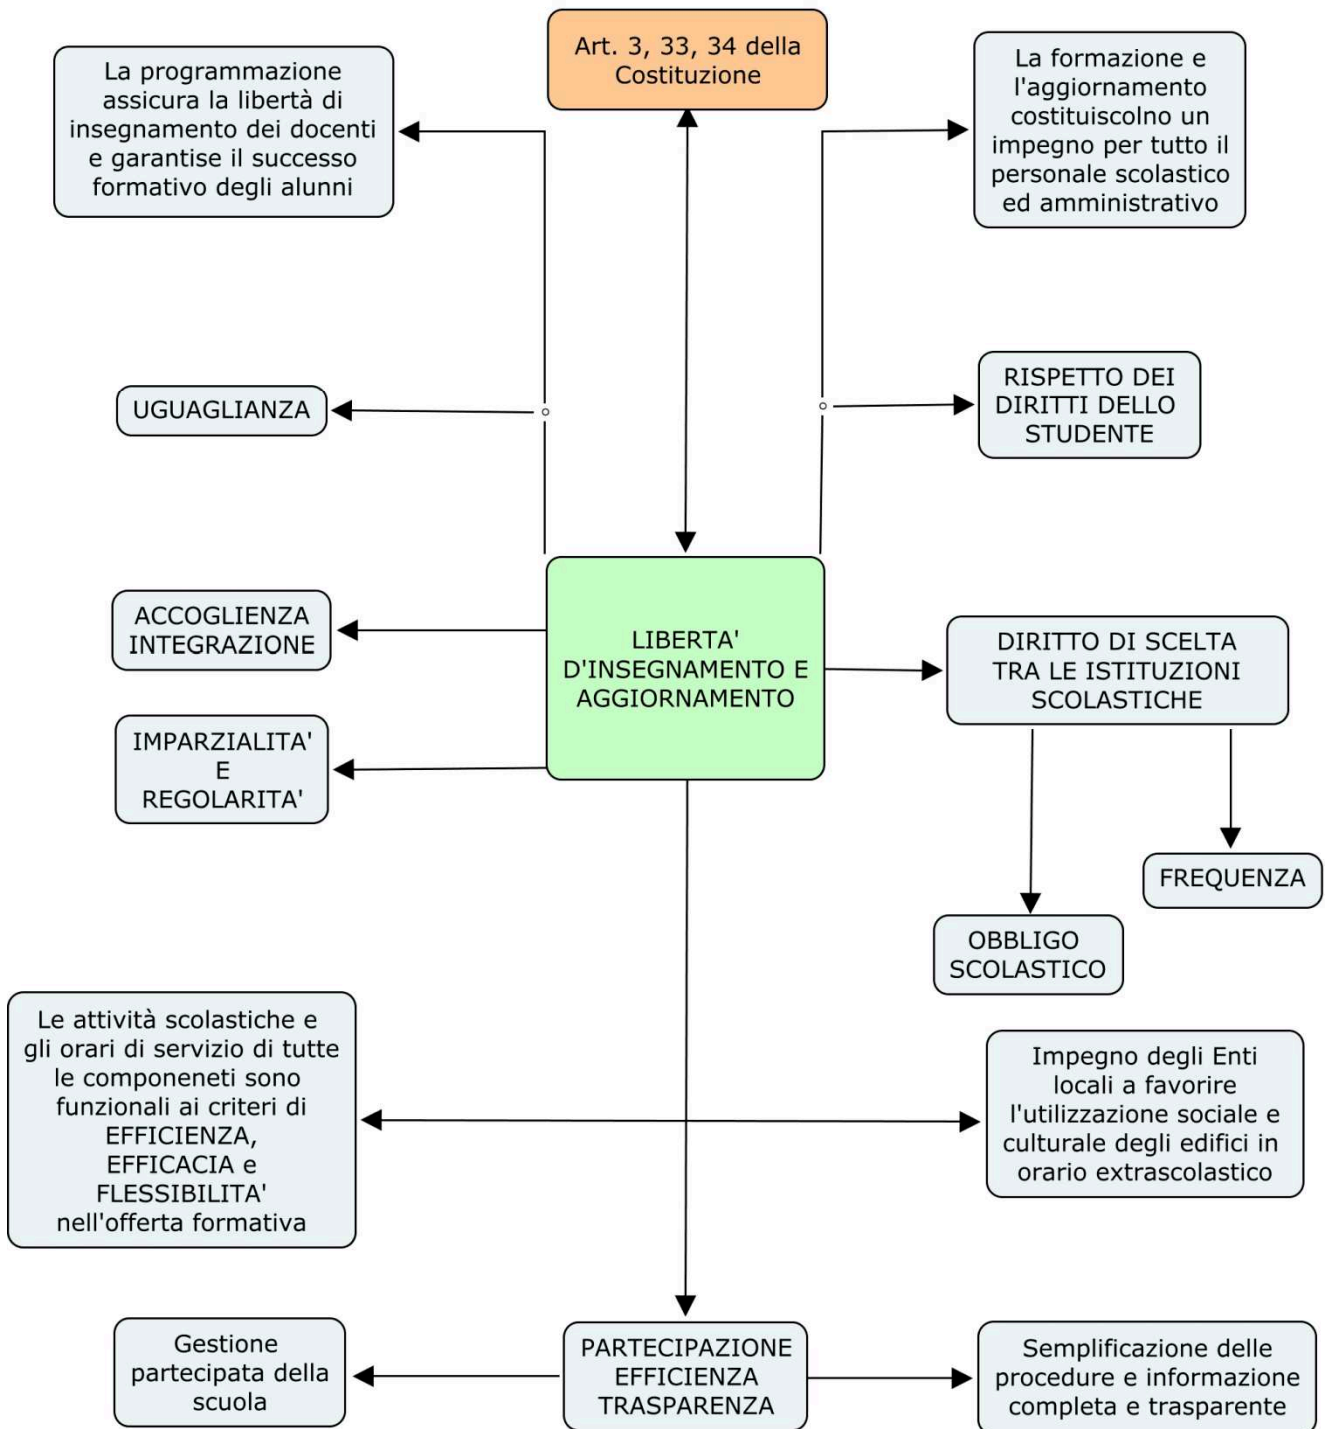 Art. 3, 33, 34 della
Costituzione
La programmazione
assicura la libertà di
insegnamento dei docenti
e garantise il successo
formativo degli alunni
La formazione e
l'aggiornamento
costituiscolno un
impegno per tutto il
personale scolastico
ed amministrativo
UGUAGLIANZA
RISPETTO DEI
DIRITTI DELLO
STUDENTE
ACCOGLIENZA
INTEGRAZIONE
LIBERTA'
D'INSEGNAMENTO E
AGGIORNAMENTO
DIRITTO DI SCELTA
TRA LE ISTITUZIONI
SCOLASTICHE
IMPARZIALITA'
E
REGOLARITA'
FREQUENZA
OBBLIGO
SCOLASTICO
Le attività scolastiche e
gli orari di servizio di tutte
le componeneti sono
funzionali ai criteri di
EFFICIENZA,
EFFICACIA e
FLESSIBILITA'
nell'offerta formativa
Impegno degli Enti
locali a favorire
l'utilizzazione sociale e
culturale degli edifici in
orario extrascolastico
Gestione
partecipata della
scuola
PARTECIPAZIONE
EFFICIENZA
TRASPARENZA
Semplificazione delle
procedure e informazione
completa e trasparente